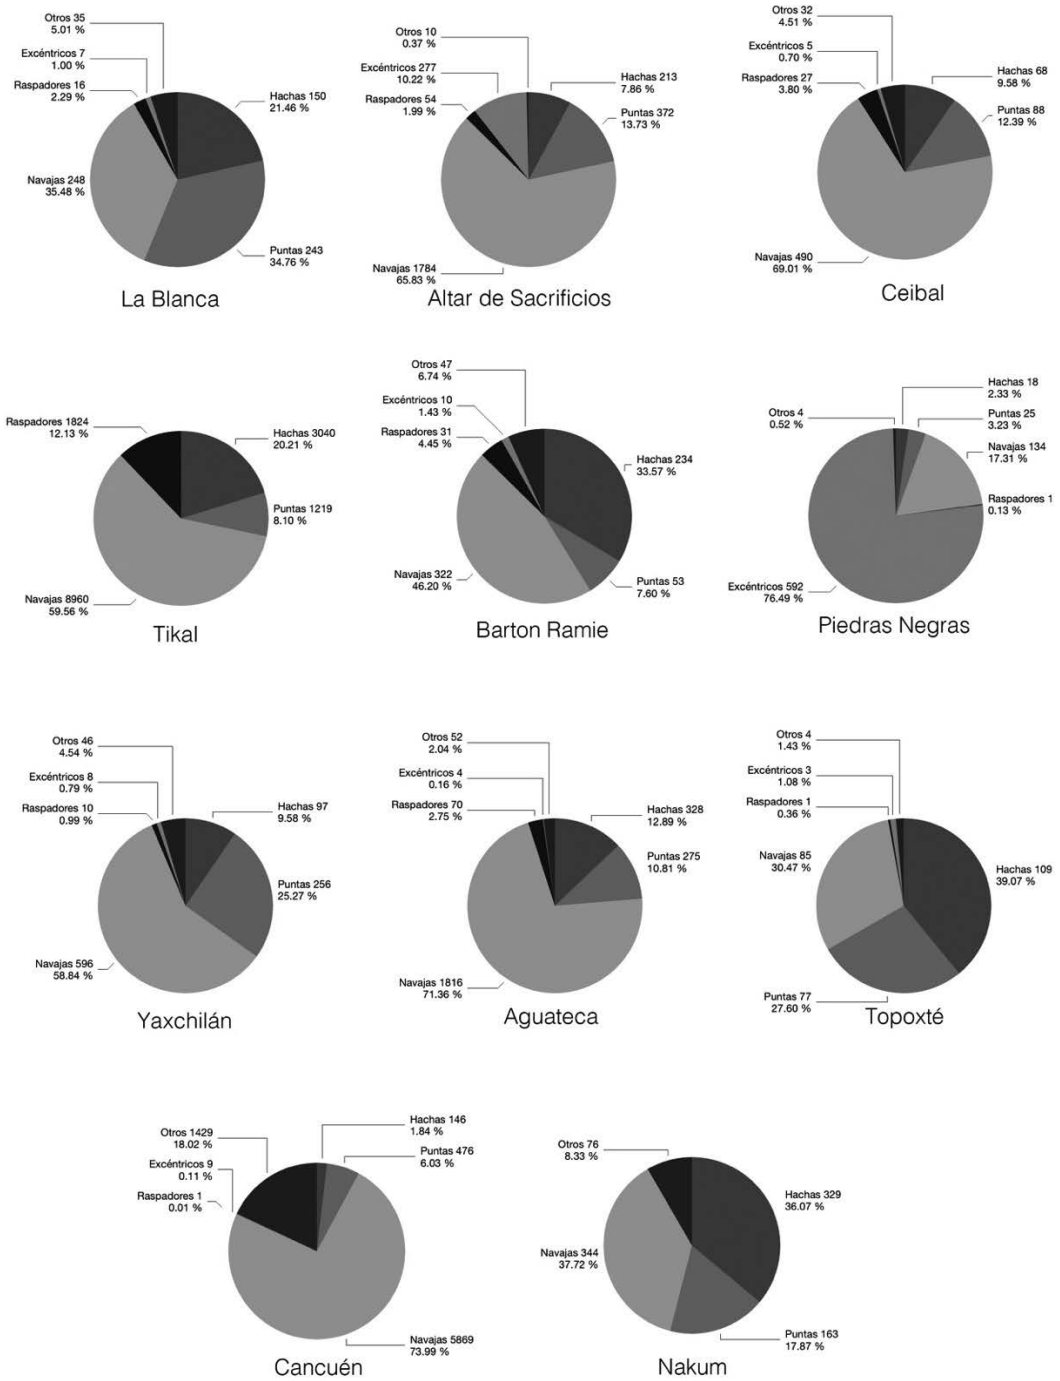 Otros 35
5.01 %
Excéntricos 7
1.00 %
Raspadores 16
2.29 %
Hachas 150
21.46 %
Navajas 248
35.48 %
Puntas 243
34.76 %
La Blanca
Otros 10
0.37 %
Excéntricos 277
10.22 %
Raspadores 54
1.99 %
Hachas 213
7.86 %
Puntas 372
13.73 %
Navajas 1784
65.83 %
Altar de Sacrificios
Otros 32
4.51 %
Excéntricos 5
0.70 %
Raspadores 27
3.80 %
Hachas 68
9.58 %
Puntas 88
12.39 %
Navajas 490
69.01 %
Ceibal
Raspadores 1824
12.13 %
Hachas 3040
20.21 %
Puntas 1219
8.10 %
Navajas 8960
59.56 %
Tikal
Otros 47
6.74 %
Excéntricos 10
1.43 %
Raspadores 31
4.45 %
Hachas 234
33.57 %
Navajas 322
46.20 %
Puntas 53
7.60 %
Barton Ramie
Hachas 18
2.33 %
Otros 4
0.52 %
Puntas 25
3.23 %
Navajas 134
17.31 %
Raspadores 1
0.13 %
Excéntricos 592
76.49 %
Piedras Negras
Otros 46
4.54 %
Excéntricos 8
0.79 %
Raspadores 10
0.99 %
Hachas 97
9.58 %
Puntas 256
25.27 %
Navajas 596
58.84 %
Yaxchilán
Otros 52
2.04 %
Excéntricos 4
0.16 %
Raspadores 70
2.75 %
Hachas 328
12.89 %
Puntas 275
10.81 %
Navajas 1816
71.36 %
Aguateca
Otros 4
1.43 %
Excéntricos 3
1.08 %
Raspadores 1
0.36 %
Navajas 85
30.47 %
Hachas 109
39.07 %
Puntas 77
27.60 %
Topoxté
Otros 1429
18.02 %
Excéntricos 9
0.11 %
Raspadores 1
0.01 %
Hachas 146
1.84 %
Puntas 476
6.03 %
Navajas 5869
73.99 %
Cancuén
Otros 76
8.33 %
Hachas 329
36.07 %
Navajas 344
37.72 %
Puntas 163
17.87 %
Nakum